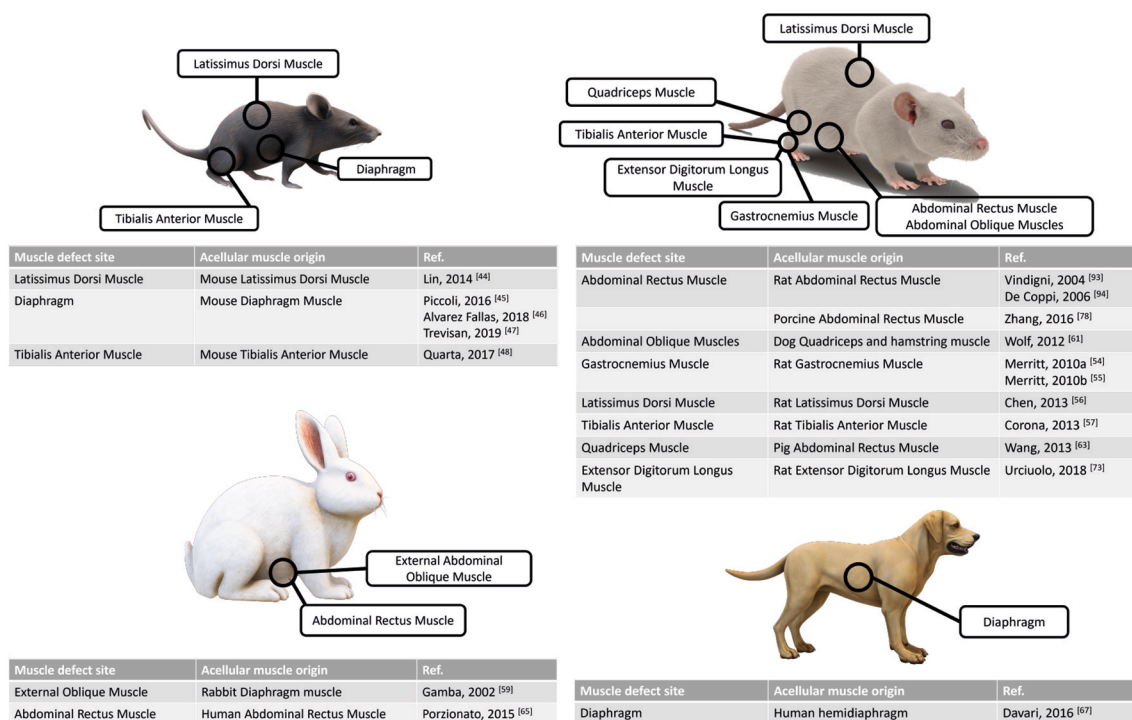 Latissimus Dorsi Muscle
Diaphragm
Tibialis Anterior Muscle
Muscle defect site Acellular muscle origin Ref.
Latissimus Dorsi Muscle Mouse Latissimus Dorsi Muscle Lin, 2014 [44]
Diaphragm Mouse Diaphragm Muscle Piccoli, 2016 [45]
Alvarez Fallas, 2018 [46]
Trevisan, 2019 [47]
Tibialis Anterior Muscle Mouse Tibialis Anterior Muscle Quarta, 2017 [48]
Latissimus Dorsi Muscle
Quadriceps Muscle
Tibialis Anterior Muscle
Extensor Digitorum Longus
Muscle
Gastrocnemius Muscle
Abdominal Rectus Muscle
Abdominal Oblique Muscles
Muscle defect site Acellular muscle origin Ref.
Abdominal Rectus Muscle Rat Abdominal Rectus Muscle Vindigni, 2004 [93]
De Coppi, 2006 [94]
Porcine Abdominal Rectus Muscle Zhang, 2016 [78]
Abdominal Oblique Muscles Dog Quadriceps and hamstring muscle Wolf, 2012 [61]
Gastrocnemius Muscle Rat Gastrocnemius Muscle Merritt, 2010a [54]
Merritt, 2010b [55]
Latissimus Dorsi Muscle Rat Latissimus Dorsi Muscle Chen, 2013 [56]
Tibialis Anterior Muscle Rat Tibialis Anterior Muscle Corona, 2013 [57]
Quadriceps Muscle Pig Abdominal Rectus Muscle Wang, 2013 [63]
Extensor Digitorum Longus Rat Extensor Digitorum Longus Muscle Urciuolo, 2018 [73]
Muscle
External Abdominal
Oblique Muscle
Abdominal Rectus Muscle
Muscle defect site Acellular muscle origin Ref.
External Oblique Muscle Rabbit Diaphragm muscle Gamba, 2002 [59]
Abdominal Rectus Muscle Human Abdominal Rectus Muscle Porzionato, 2015 [65]
Diaphragm
Muscle defect site Acellular muscle origin Ref.
Diaphragm Human hemidiaphragm Davari, 2016 [67]